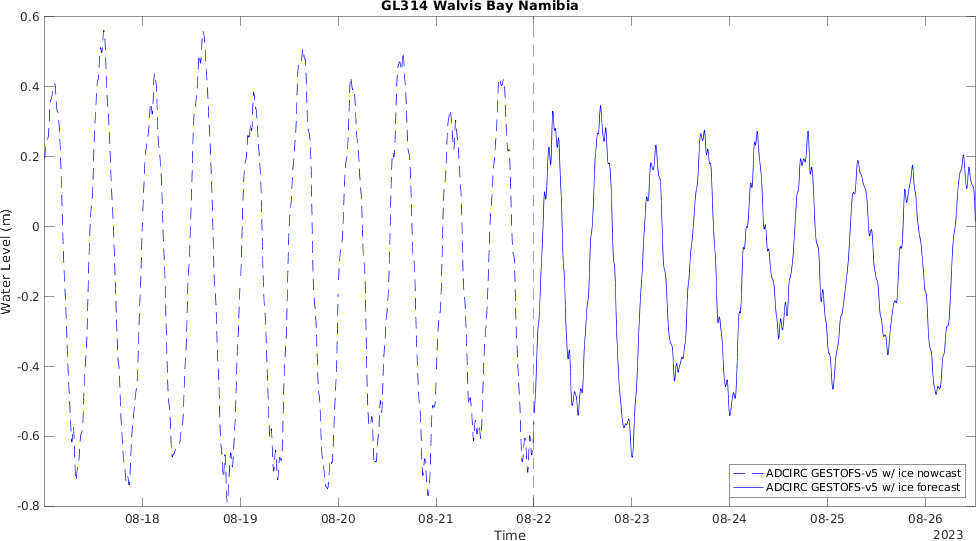 GL314 Walvis Bay Namibia
0.6
0.4
0.2
0
-0.2
-0.4
-0.6
-0.8
Water Level (m)
ADCIRC GESTOFS-v5 w/ ice nowcast
ADCIRC GESTOFS-v5 w/ ice forecast
08-18 08-19 08-20 08-21 08-22 08-23 08-24 08-25 08-26
Time
2023